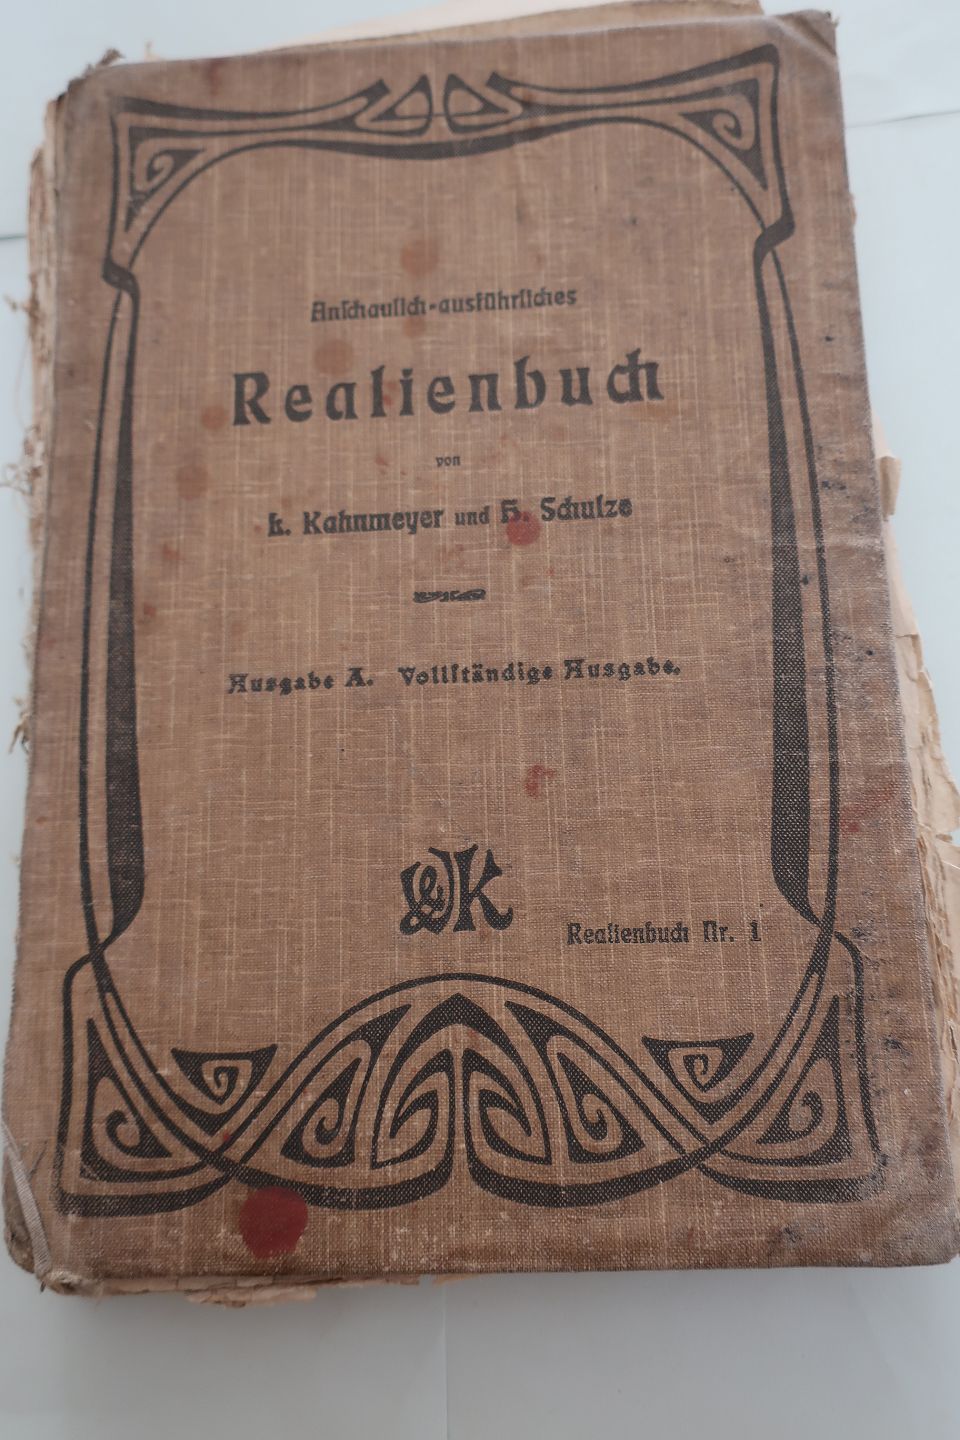 Anschaulich-ausführliches
Realienbuch
von
L. Kahnmeyer und H. Schulze
Ausgabe A. Vollständige Ausgabe.
V&K
Realienbuch Nr. 1